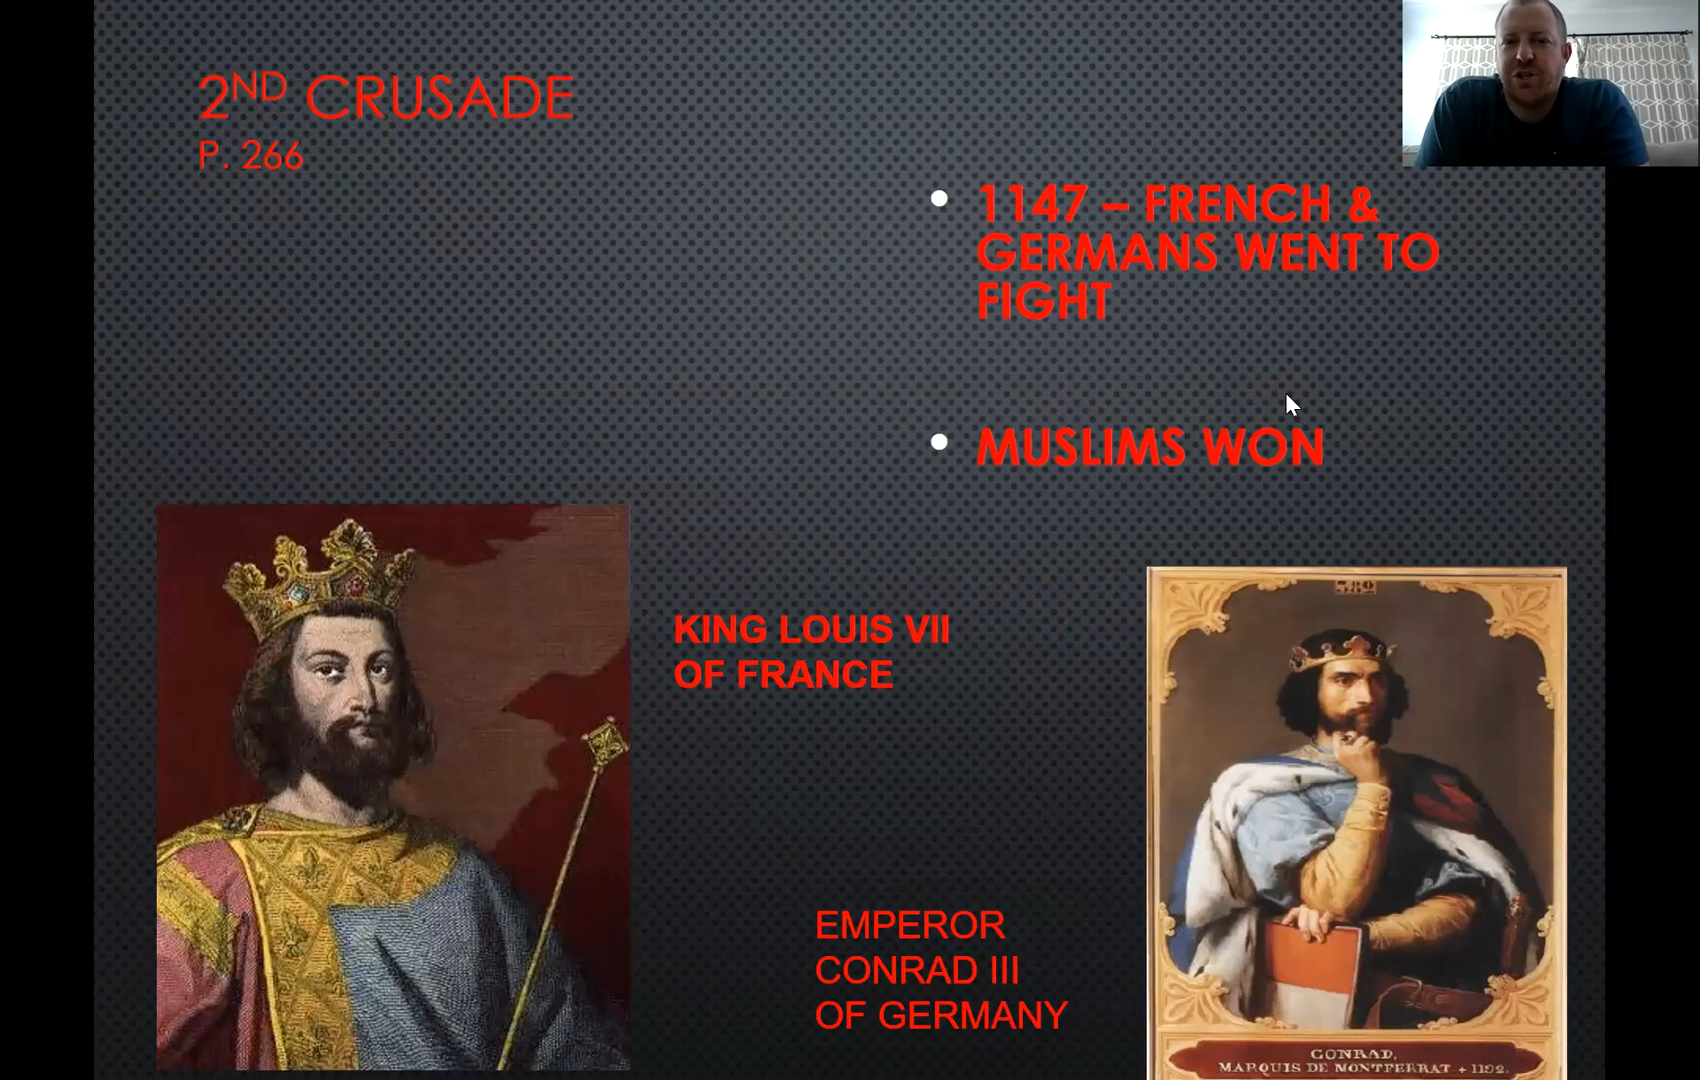 2ND CRUSADE
P. 266
• 1147 – FRENCH &
GERMANS WENT TO
FIGHT
• MUSLIMS WON
KING LOUIS VII
OF FRANCE
EMPEROR
CONRAD III
OF GERMANY
CONRAD,
MARQUIS DE MONTFERRAT + 1192.